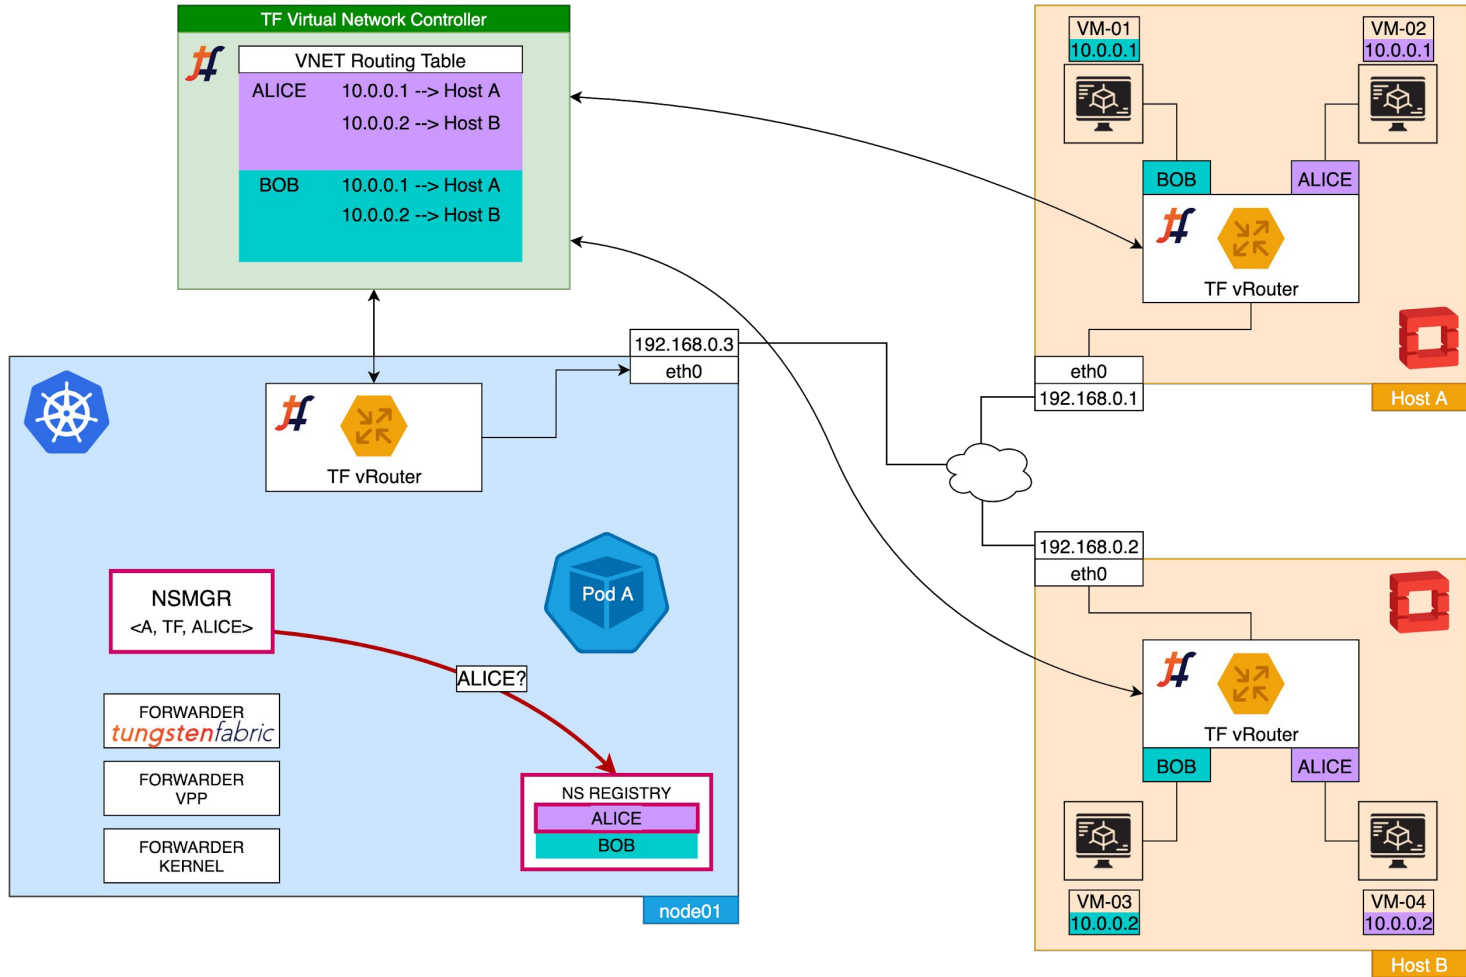 TF Virtual Network Controller
VNET Routing Table
ALICE 10.0.0.1 --> Host A
10.0.0.2 --> Host B
BOB 10.0.0.1 --> Host A
10.0.0.2 --> Host B
VM-01
10.0.0.1
VM-02
10.0.0.1
BOB
ALICE
TF vRouter
eth0
192.168.0.1
Host A
192.168.0.3
eth0
TF vRouter
NSMGR
<A, TF, ALICE>
Pod A
ALICE?
FORWARDER
tungstenfabric
FORWARDER
VPP
FORWARDER
KERNEL
NS REGISTRY
ALICE
BOB
node01
192.168.0.2
eth0
TF vRouter
BOB
ALICE
VM-03
10.0.0.2
VM-04
10.0.0.2
Host B